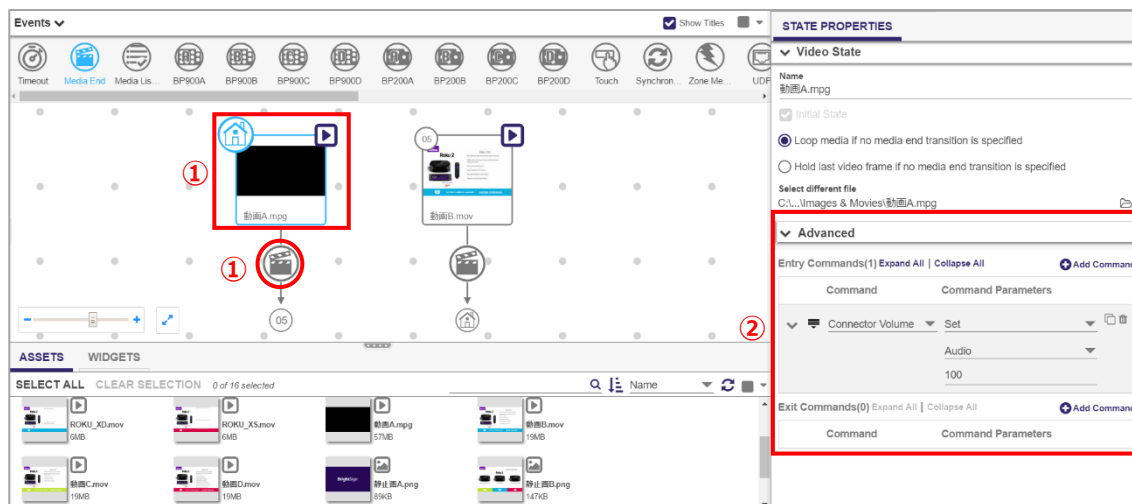 Events
Show Titles
Timeout
Media End
Media Lis...
BP900A
BP900B
BP900C
BP900D
BP200A
BP200B
BP200C
BP200D
Touch
Synchron...
Zone Me...
UDF
①
動画A.mpg
05
動画B.mov
①
05
②
ASSETS
WIDGETS
SELECT ALL
CLEAR SELECTION
0 of 16 selected
Name
ROKU_XD.mov
6MB
ROKU_XS.mov
6MB
動画A.mpg
57MB
動画B.mov
19MB
動画C.mov
19MB
動画D.mov
19MB
静止画A.png
89KB
静止画B.png
147KB
STATE PROPERTIES
Video State
Name
動画A.mpg
Initial State
Loop media if no media end transition is specified
Hold last video frame if no media end transition is specified
Select different file
C:\...\Images & Movies\動画A.mpg
Advanced
Entry Commands(1) Expand All | Collapse All
Add Comman
Command
Command Parameters
Connector Volume
Set
Audio
100
Exit Commands(0) Expand All | Collapse All
Add Comman
Command
Command Parameters